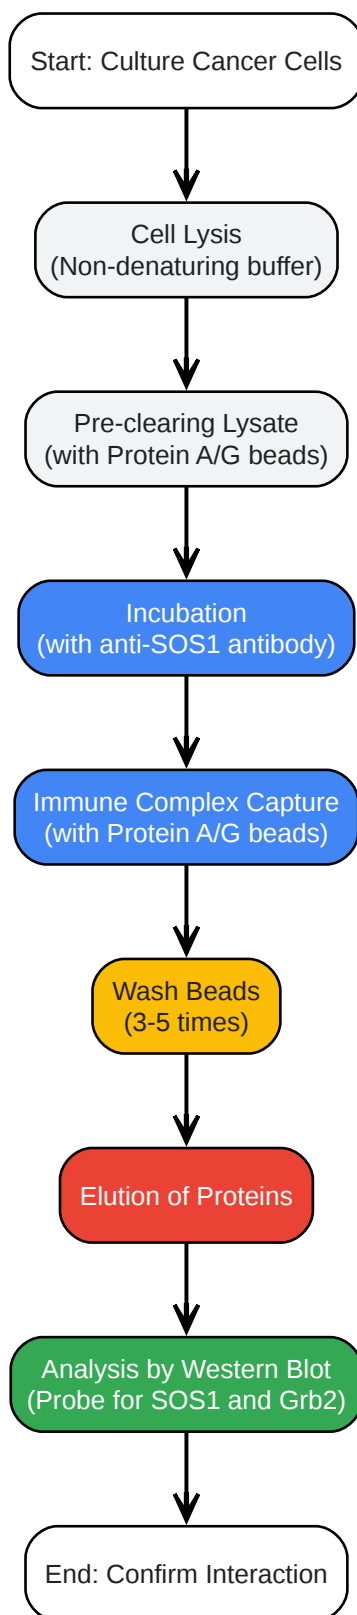 Start: Culture Cancer Cells
Cell Lysis
(Non-denaturing buffer)
Pre-clearing Lysate
(with Protein A/G beads)
Incubation
(with anti-SOS1 antibody)
Immune Complex Capture
(with Protein A/G beads)
Wash Beads
(3-5 times)
Elution of Proteins
Analysis by Western Blot
(Probe for SOS1 and Grb2)
End: Confirm Interaction